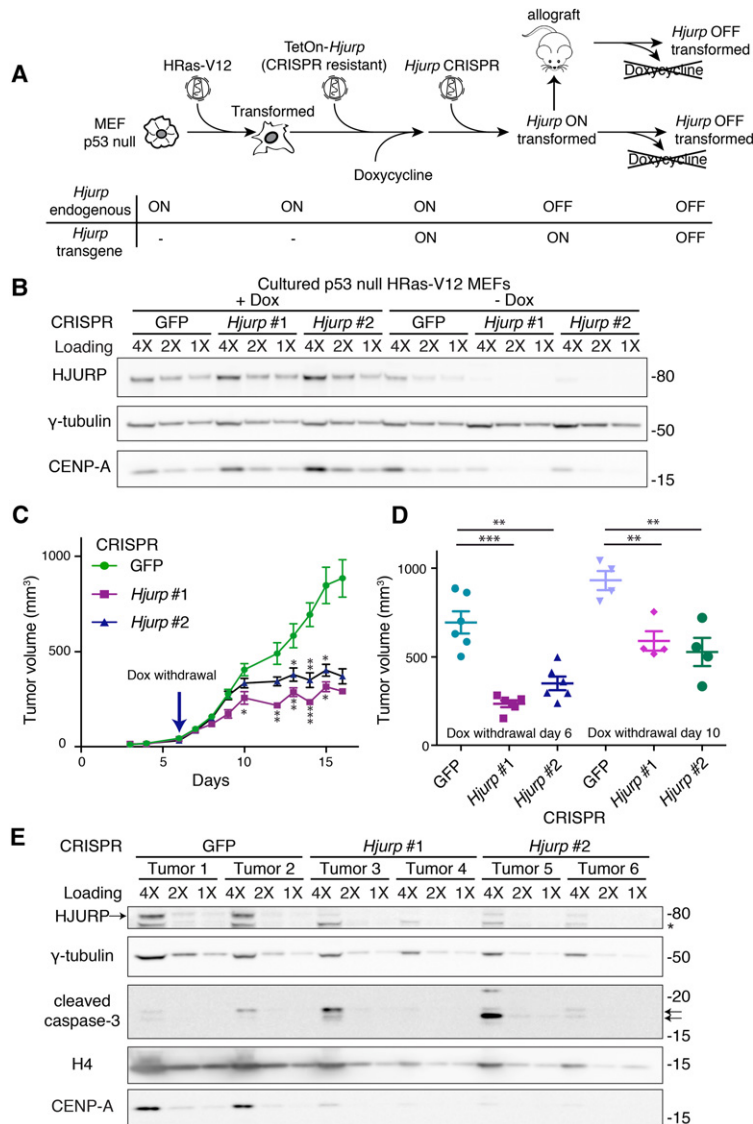 A
HRas-V12
TetOn-Hjurp
(CRISPR resistant)
Hjurp CRISPR
allograft
Hjurp OFF
transformed
Doxycycline
MEF
p53 null
Transformed
Doxycycline
Hjurp ON
transformed
Hjurp OFF
transformed
Doxycycline
Hjurp
endogenous ON ON ON OFF OFF
Hjurp
transgene - - ON ON OFF
B
Cultured p53 null HRas-V12 MEFs
+ Dox - Dox
CRISPR GFP Hjurp #1 Hjurp #2 GFP Hjurp #1 Hjurp #2
Loading 4X 2X 1X 4X 2X 1X 4X 2X 1X 4X 2X 1X 4X 2X 1X 4X 2X 1X
HJURP -80
γ-tubulin -50
CENP-A -15
C
CRISPR
GFP
Hjurp #1
Hjurp #2
Dox withdrawal
Tumor volume (mm³)
1000
500
0
0 5 10 15
Days
* ** *** *** * * ** *
D
** **
*** **
Tumor volume (mm³)
1000
500
0
Dox withdrawal day 6 Dox withdrawal day 10
GFP Hjurp #1 Hjurp #2 GFP Hjurp #1 Hjurp #2
CRISPR
E
CRISPR GFP Hjurp #1 Hjurp #2
Tumor 1 Tumor 2 Tumor 3 Tumor 4 Tumor 5 Tumor 6
Loading 4X 2X 1X 4X 2X 1X 4X 2X 1X 4X 2X 1X 4X 2X 1X 4X 2X 1X
HJURP -80
*
γ-tubulin -50
cleaved
caspase-3
-20
-15
H4 -15
CENP-A -15